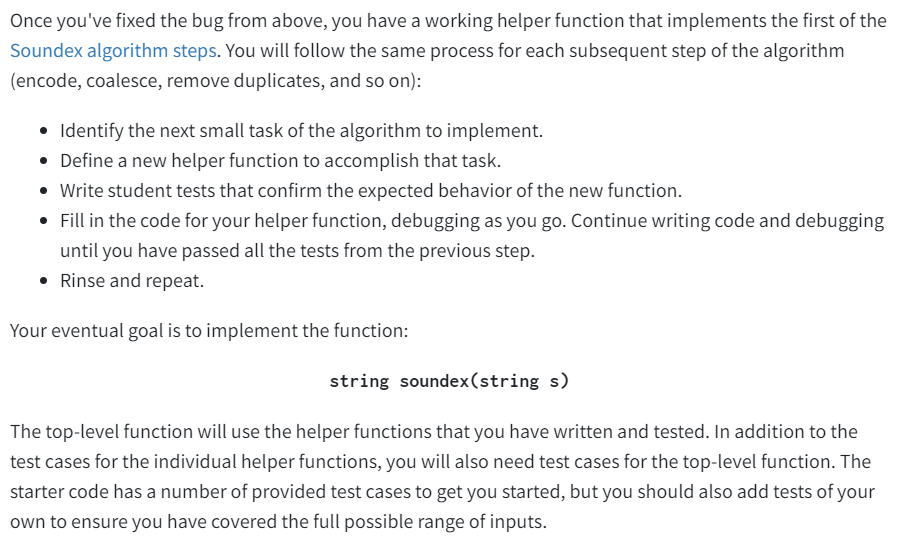 Once you've fixed the bug from above, you have a working helper function that implements the first of the
Soundex algorithm steps. You will follow the same process for each subsequent step of the algorithm
(encode, coalesce, remove duplicates, and so on):
• Identify the next small task of the algorithm to implement.
• Define a new helper function to accomplish that task.
• Write student tests that confirm the expected behavior of the new function.
• Fill in the code for your helper function, debugging as you go. Continue writing code and debugging
until you have passed all the tests from the previous step.
• Rinse and repeat.
Your eventual goal is to implement the function:
string soundex(string s)
The top-level function will use the helper functions that you have written and tested. In addition to the
test cases for the individual helper functions, you will also need test cases for the top-level function. The
starter code has a number of provided test cases to get you started, but you should also add tests of your
own to ensure you have covered the full possible range of inputs.